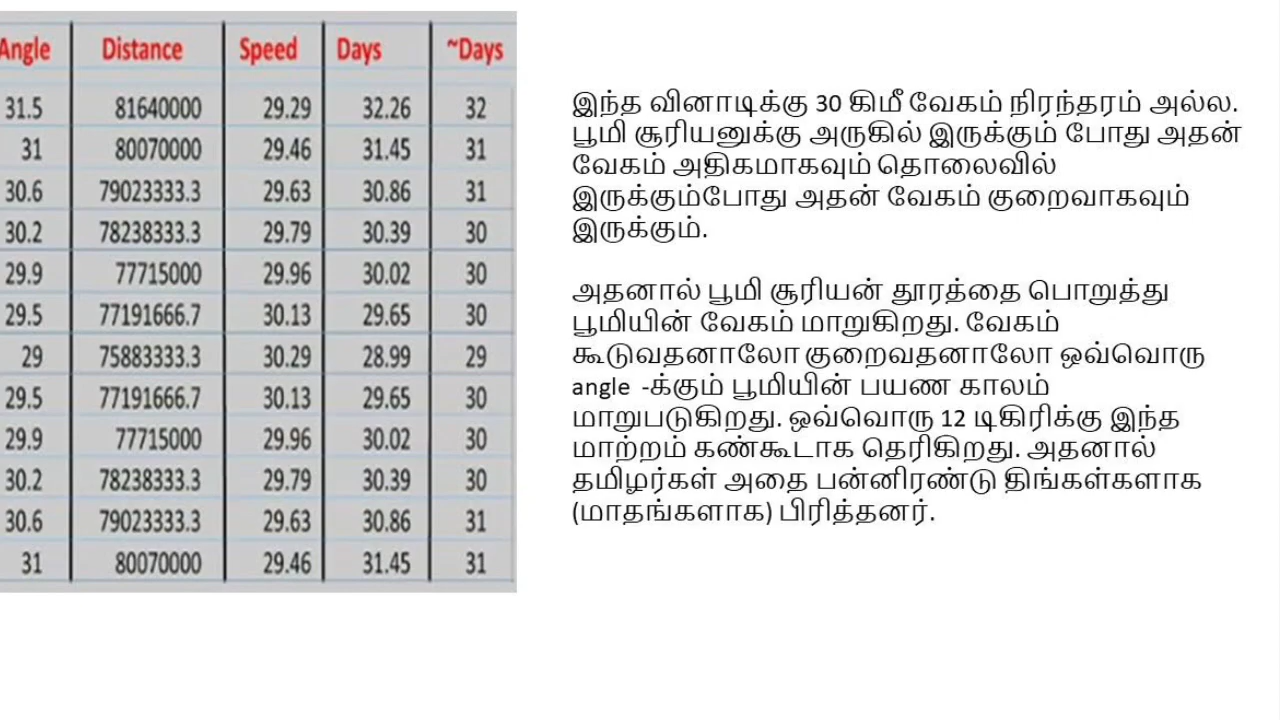 Angle Distance Speed Days ~Days
31.5 81640000 29.29 32.26 32
31 80070000 29.46 31.45 31
30.6 79023333.3 29.63 30.86 31
30.2 78238333.3 29.79 30.39 30
29.9 77715000 29.96 30.02 30
29.5 77191666.7 30.13 29.65 30
29 75883333.3 30.29 28.99 29
29.5 77191666.7 30.13 29.65 30
29.9 77715000 29.96 30.02 30
30.2 78238333.3 29.79 30.39 30
30.6 79023333.3 29.63 30.86 31
31 80070000 29.46 31.45 31
இந்த வினாடிக்கு 30 கிமீ வேகம் நிரந்தரம் அல்ல.
பூமி சூரியனுக்கு அருகில் இருக்கும் போது அதன்
வேகம் அதிகமாகவும் தொலைவில்
இருக்கும்போது அதன் வேகம் குறைவாகவும்
இருக்கும்.
அதனால் பூமி சூரியன் தூரத்தை பொறுத்து
பூமியின் வேகம் மாறுகிறது. வேகம்
கூடுவதனாலோ குறைவதனாலோ ஒவ்வொரு
angle -க்கும் பூமியின் பயண காலம்
மாறுபடுகிறது. ஒவ்வொரு 12 டிகிரிக்கு இந்த
மாற்றம் கண்கூடாக தெரிகிறது. அதனால்
தமிழர்கள் அதை பன்னிரண்டு திங்கள்களாக
(மாதங்களாக) பிரித்தனர்.